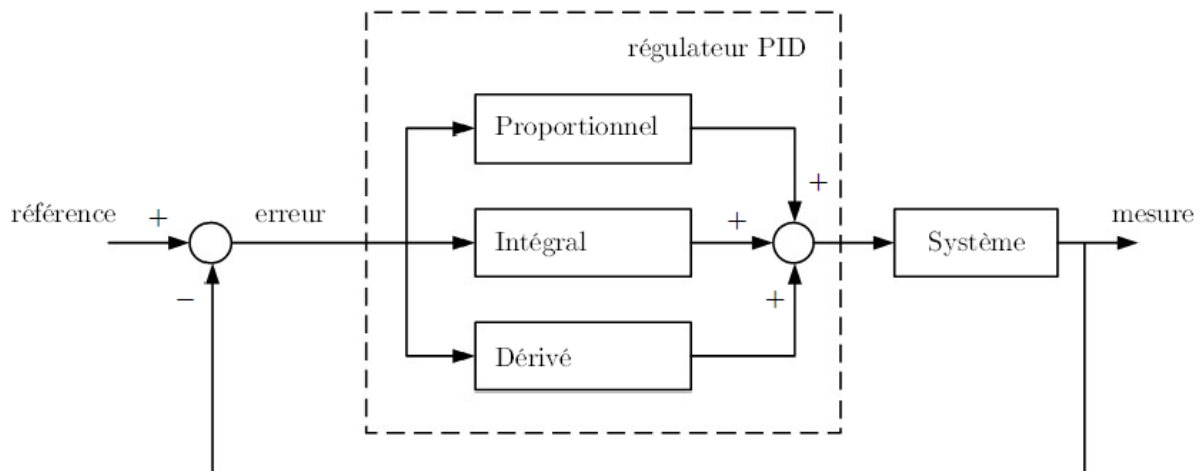 régulateur PID
Proportionnel
+
référence
+
erreur
Intégral
+
Système
mesure
−
+
Dérivé